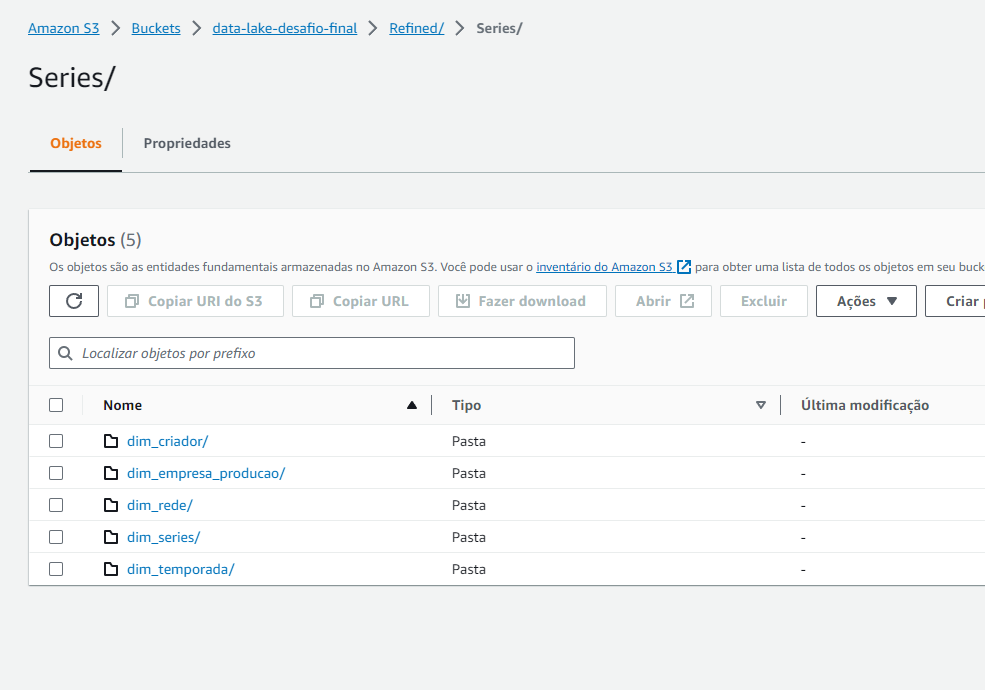 Amazon S3 > Buckets > data-lake-desafio-final > Refined/ > Series/
Series/
Objetos Propriedades
Objetos (5)
Os objetos são as entidades fundamentais armazenadas no Amazon S3. Você pode usar o inventário do Amazon S3 para obter uma lista de todos os objetos em seu buck
Copiar URI do S3 Copiar URL Fazer download Abrir Excluir Ações Criar
Localizar objetos por prefixo
Nome Tipo Última modificação
dim_criador/ Pasta -
dim_empresa_producao/ Pasta -
dim_rede/ Pasta -
dim_series/ Pasta -
dim_temporada/ Pasta -